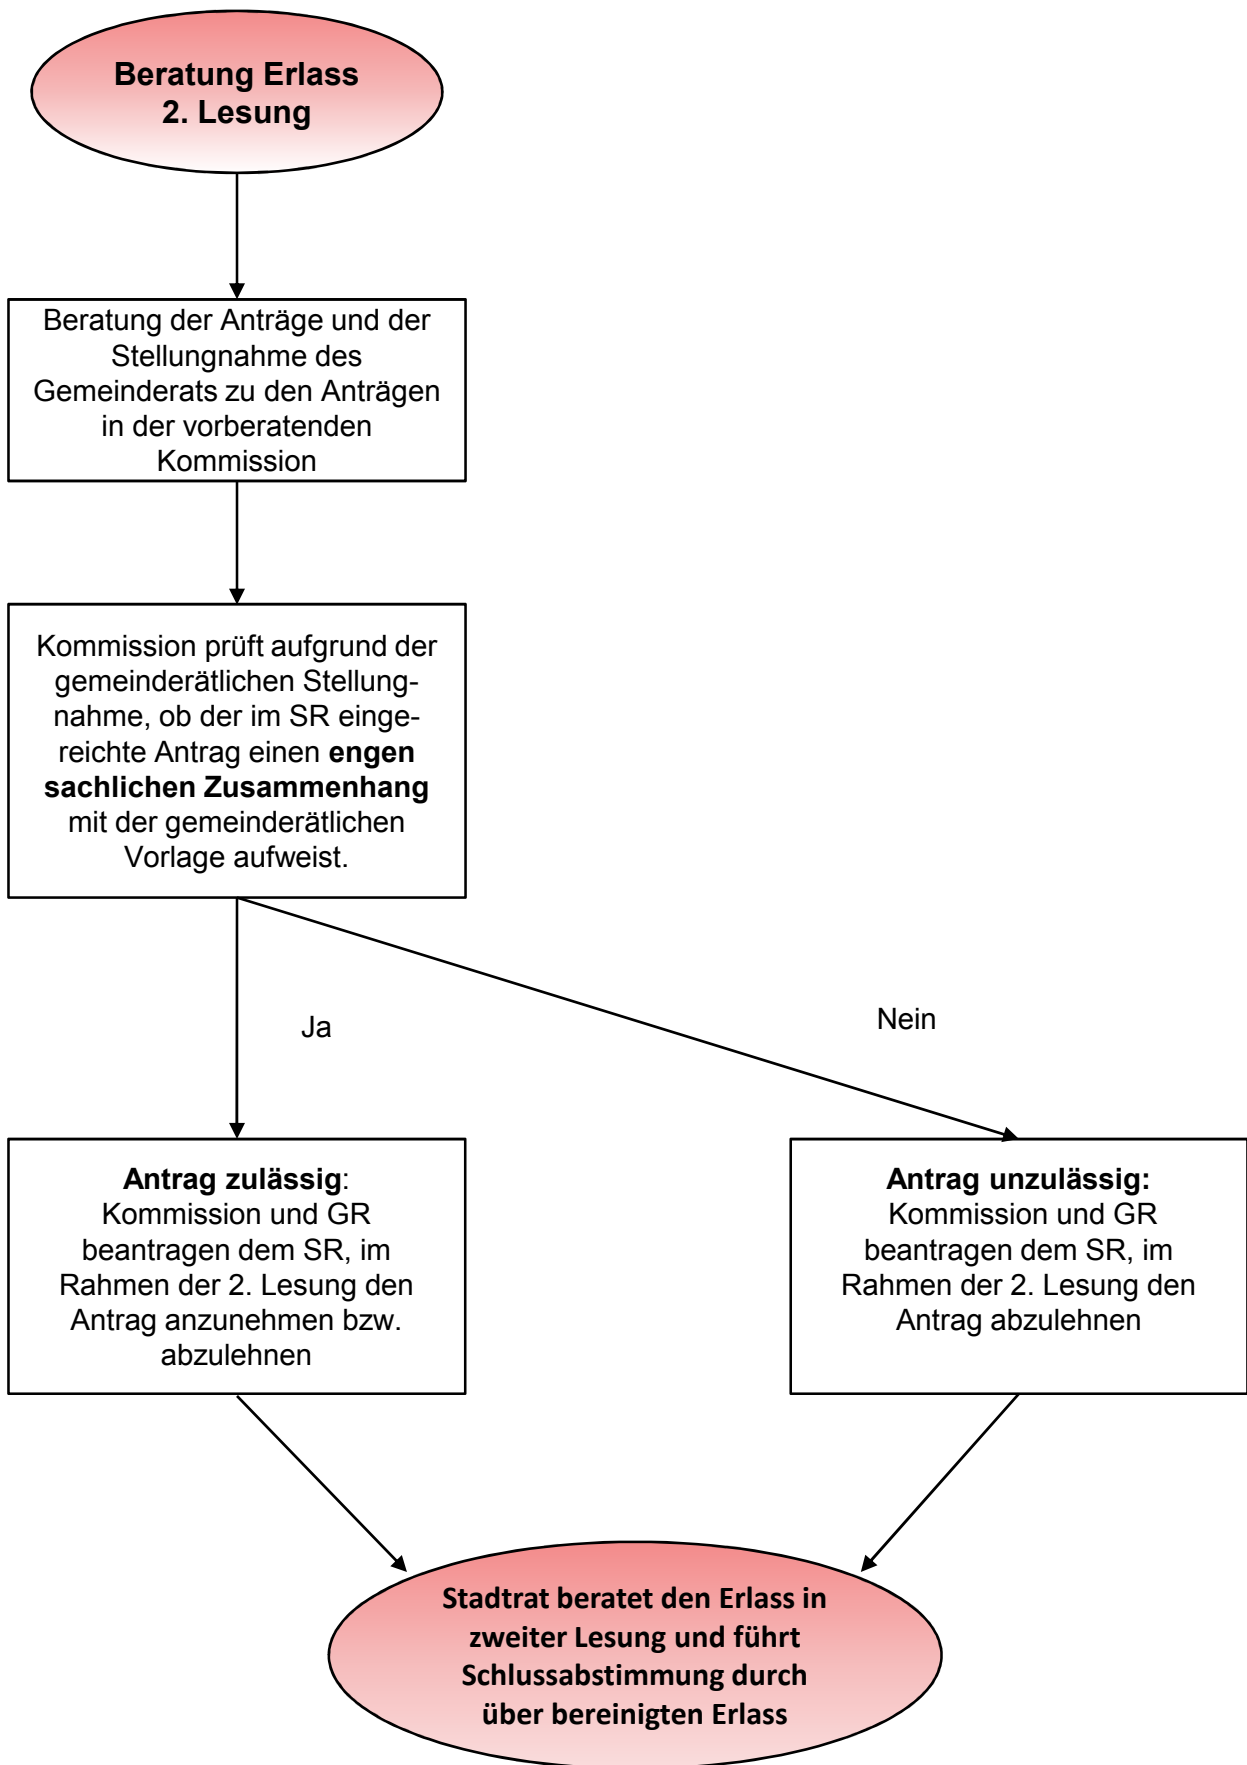 Beratung Erlass
2. Lesung
Beratung der Anträge und der
Stellungnahme des
Gemeinderats zu den Anträgen
in der vorberatenden
Kommission
Kommission prüft aufgrund der
gemeinderätlichen Stellung-
nahme, ob der im SR einge-
reichte Antrag einen engen
sachlichen Zusammenhang
mit der gemeinderätlichen
Vorlage aufweist.
Ja
Nein
Antrag zulässig:
Kommission und GR
beantragen dem SR, im
Rahmen der 2. Lesung den
Antrag anzunehmen bzw.
abzulehnen
Antrag unzulässig:
Kommission und GR
beantragen dem SR, im
Rahmen der 2. Lesung den
Antrag abzulehnen
Stadtrat beratet den Erlass in
zweiter Lesung und führt
Schlussabstimmung durch
über bereinigten Erlass